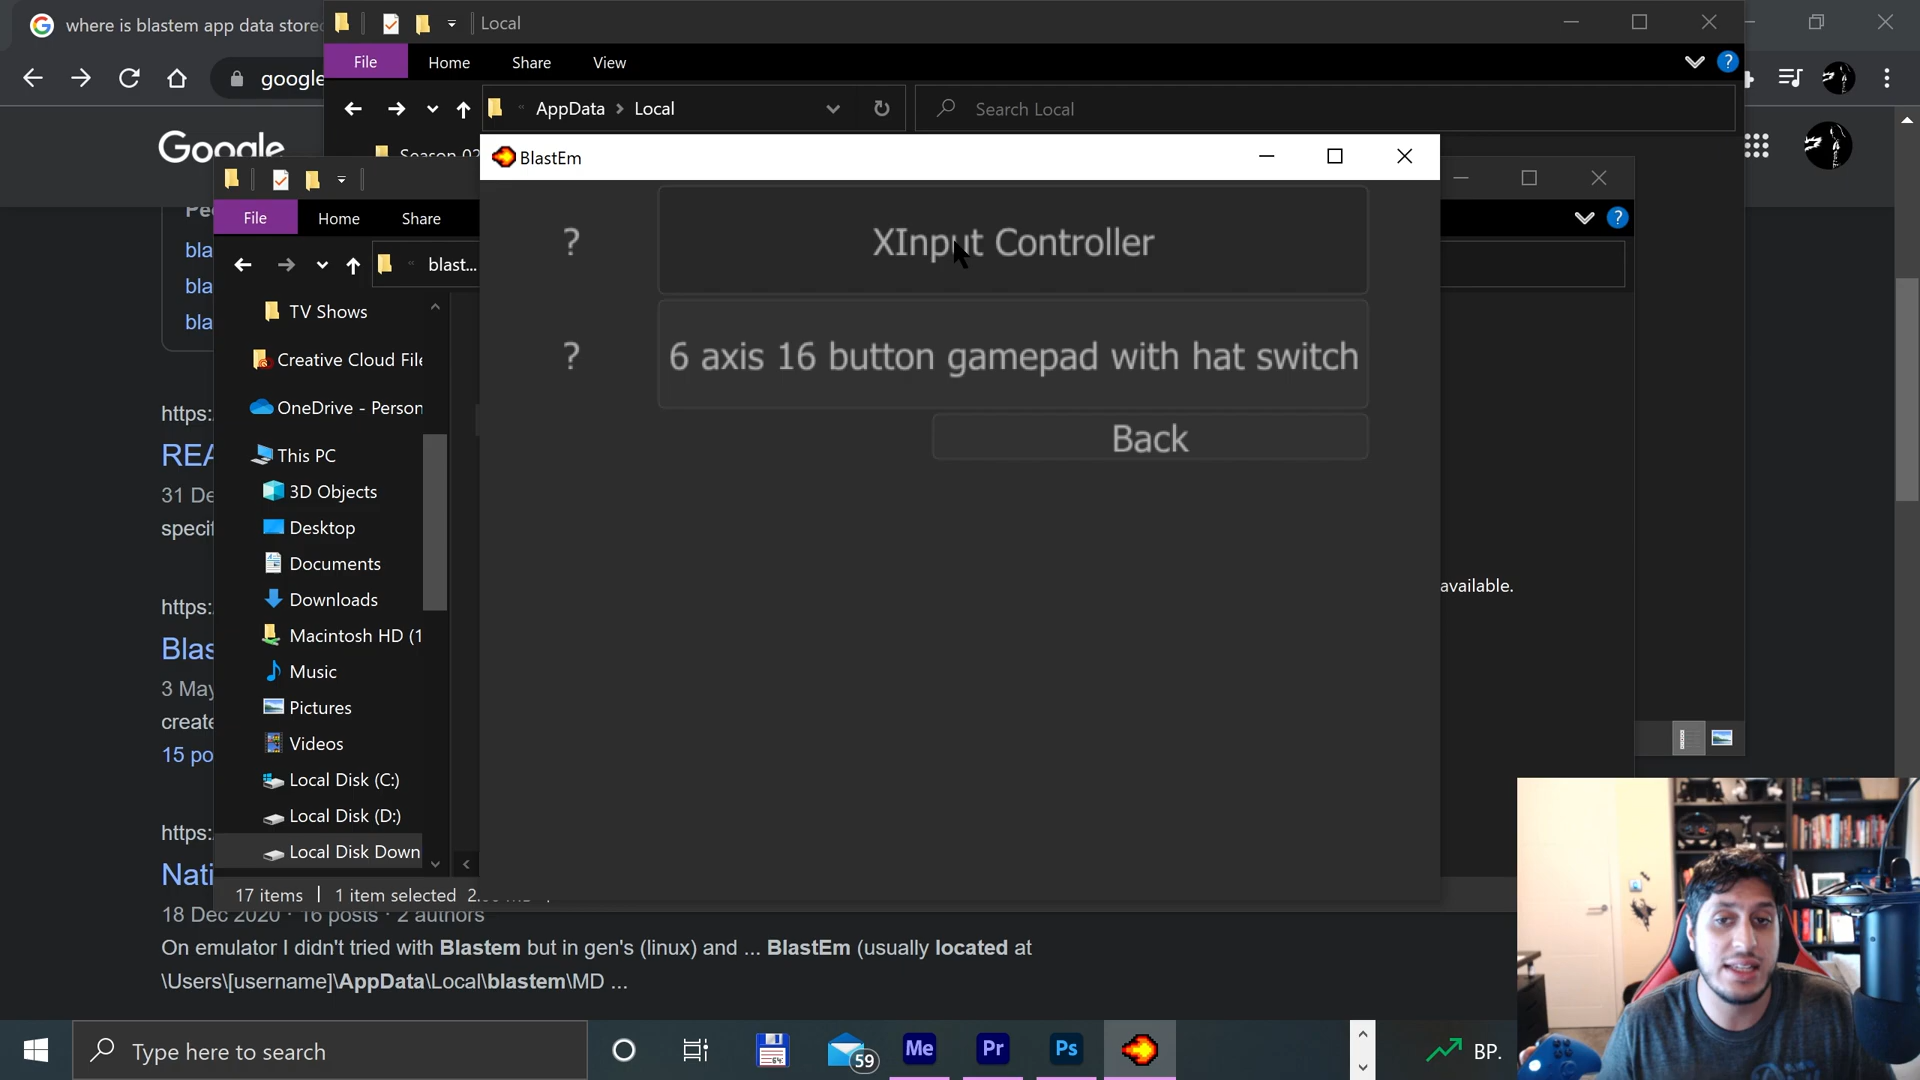 where is blastem app data store
Local
File
Home
Share
View
google
AppData
Local
Search Local
Google
BlastEm
File
Home
Share
blast...
?
XInput Controller
?
6 axis 16 button gamepad with hat switch
Back
bla
bla
bla
TV Shows
Creative Cloud File
OneDrive - Person
This PC
3D Objects
Desktop
Documents
Downloads
Macintosh HD (1
Music
Pictures
Videos
Local Disk (C:)
Local Disk (D:)
Local Disk Down
17 items
1 item selected
available.
https:
REA
31 De
specif
https:
Blas
3 May
create
15 po
https:
Nati
18 Dec 2020 · 16 posts · 2 authors
On emulator I didn't tried with Blastem but in gen's (linux) and ... BlastEm (usually located at
\Users\[username]\AppData\Local\blastem\MD ...
Type here to search
64
59
Me
Pr
Ps
BP.